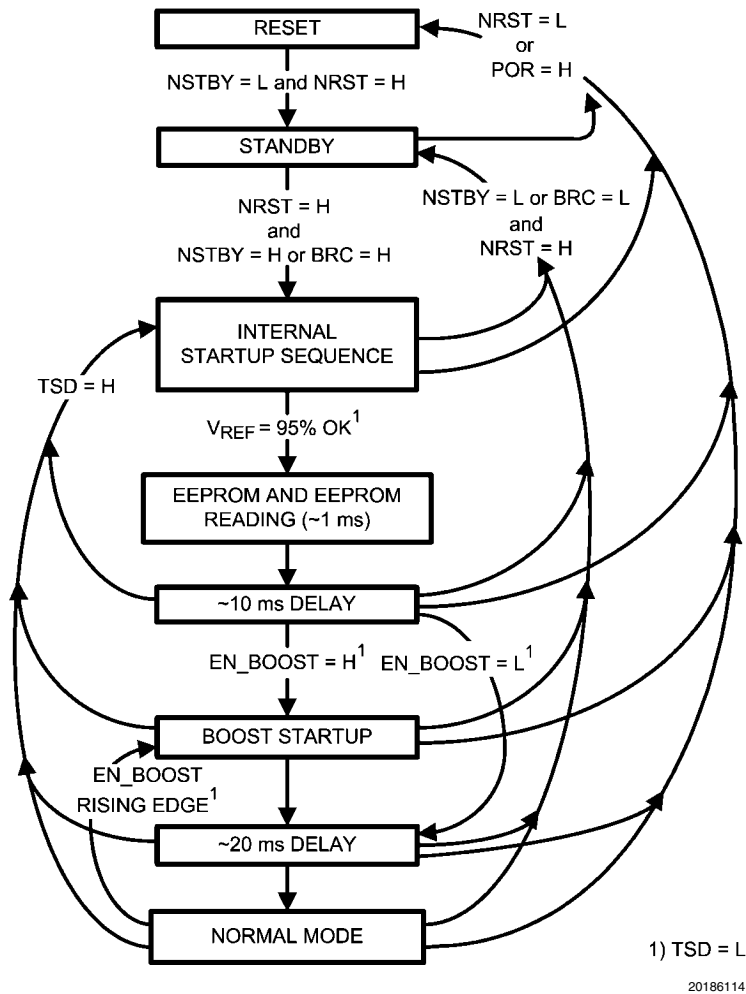 RESET
NRST = L
or
POR = H
NSTBY = L and NRST = H
STANDBY
NRST = H
and
NSTBY = H or BRC = H
NSTBY = L or BRC = L
and
NRST = H
INTERNAL
STARTUP SEQUENCE
TSD = H
VREF = 95% OK1
EEPROM AND EEPROM
READING (~1 ms)
~10 ms DELAY
EN_BOOST = H1
EN_BOOST = L1
BOOST STARTUP
EN_BOOST
RISING EDGE1
~20 ms DELAY
NORMAL MODE
1) TSD = L
20186114